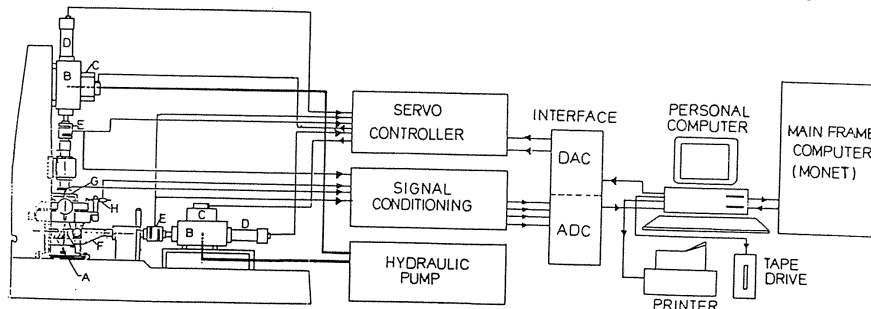 D
C
B
E
G
H
F
A
E
C
B
D
SERVO
CONTROLLER
SIGNAL
CONDITIONING
HYDRAULIC
PUMP
INTERFACE
DAC
ADC
PERSONAL
COMPUTER
MAIN FRAME
COMPUTER
(MONET)
PRINTER
TAPE
DRIVE